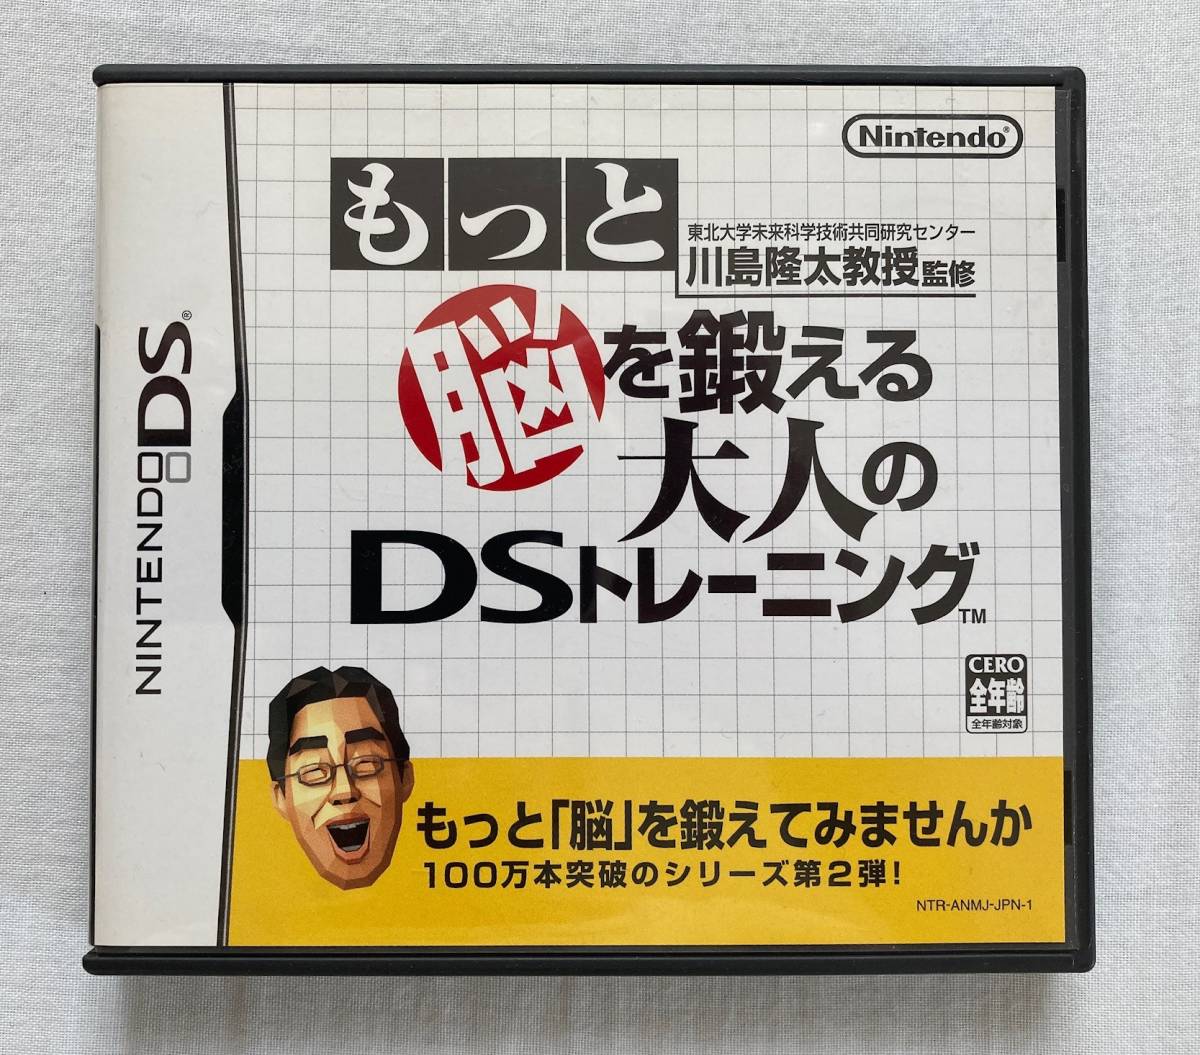 NINTENDO DS®
Nintendo®
もっと
東北大学未来科学技術共同研究センター
川島隆太教授監修
脳を鍛える
大人の
DSトレーニング™
CERO
全年齢
全年齢対象
もっと「脳」を鍛えてみませんか
100万本突破のシリーズ第2弾!
NTR-ANMJ-JPN-1